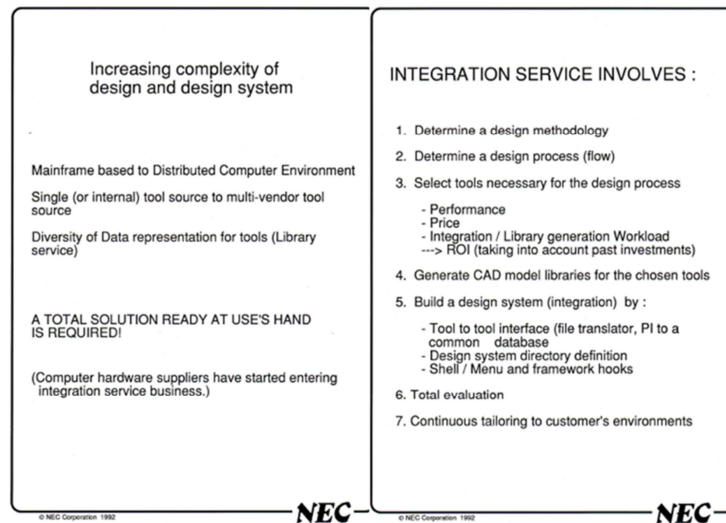 Increasing complexity of
design and design system
Mainframe based to Distributed Computer Environment
Single (or internal) tool source to multi-vendor tool
source
Diversity of Data representation for tools (Library
service)
A TOTAL SOLUTION READY AT USE'S HAND
IS REQUIRED!
(Computer hardware suppliers have started entering
integration service business.)
© NEC Corporation 1992
NEC
INTEGRATION SERVICE INVOLVES :
1. Determine a design methodology
2. Determine a design process (flow)
3. Select tools necessary for the design process
- Performance
- Price
- Integration / Library generation Workload
---> ROI (taking into account past investments)
4. Generate CAD model libraries for the chosen tools
5. Build a design system (integration) by :
- Tool to tool interface (file translator, PI to a
common database
- Design system directory definition
- Shell / Menu and framework hooks
6. Total evaluation
7. Continuous tailoring to customer's environments
© NEC Corporation 1992
NEC